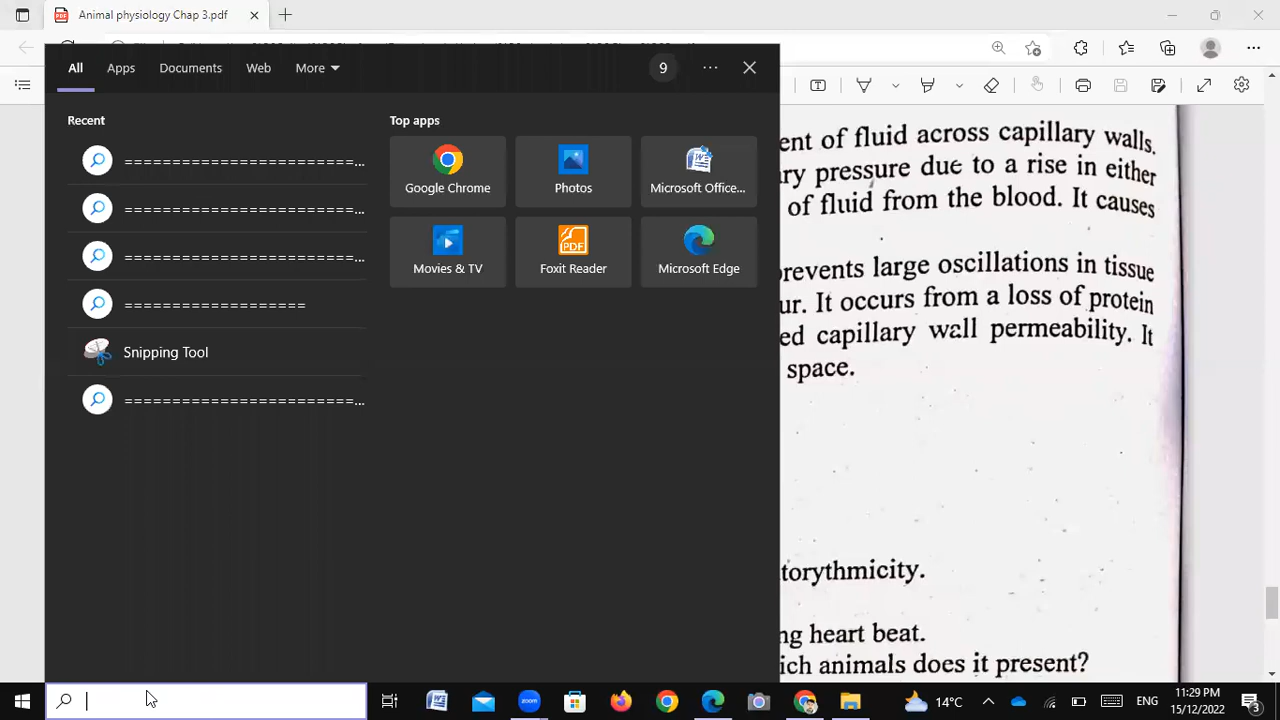 Animal physiology Chap 3.pdf
All Apps Documents Web More 9
Recent
=======================...
=======================...
=======================...
==================
Snipping Tool
=======================...
Top apps
Google Chrome Photos Microsoft Office...
Movies & TV Foxit Reader Microsoft Edge
ent of fluid across capillary walls.
ry pressure due to a rise in either
of fluid from the blood. It causes
prevents large oscillations in tissue
ur. It occurs from a loss of protein
ed capillary wall permeability. It
space.
torythmicity.
ng heart beat.
ich animals does it present?
14°C ENG 11:29 PM
15/12/2022 3